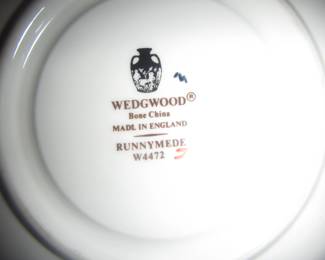 WEDGWOOD®
Bone China
MADE IN ENGLAND
RUNNYMEDE
W4472